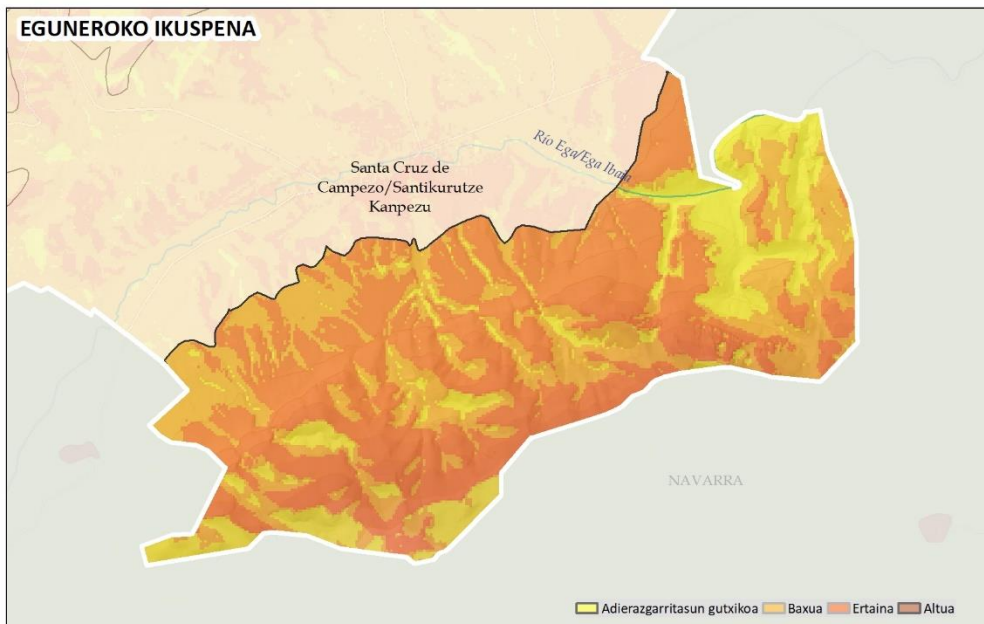 EGUNEROKO IKUSPENA
Río Ega/Ega Ibaia
Santa Cruz de
Campezo/Santikurutze
Kanpezu
NAVARRA
Adierazgarritasun gutxikoa Baxua Ertaina Altua